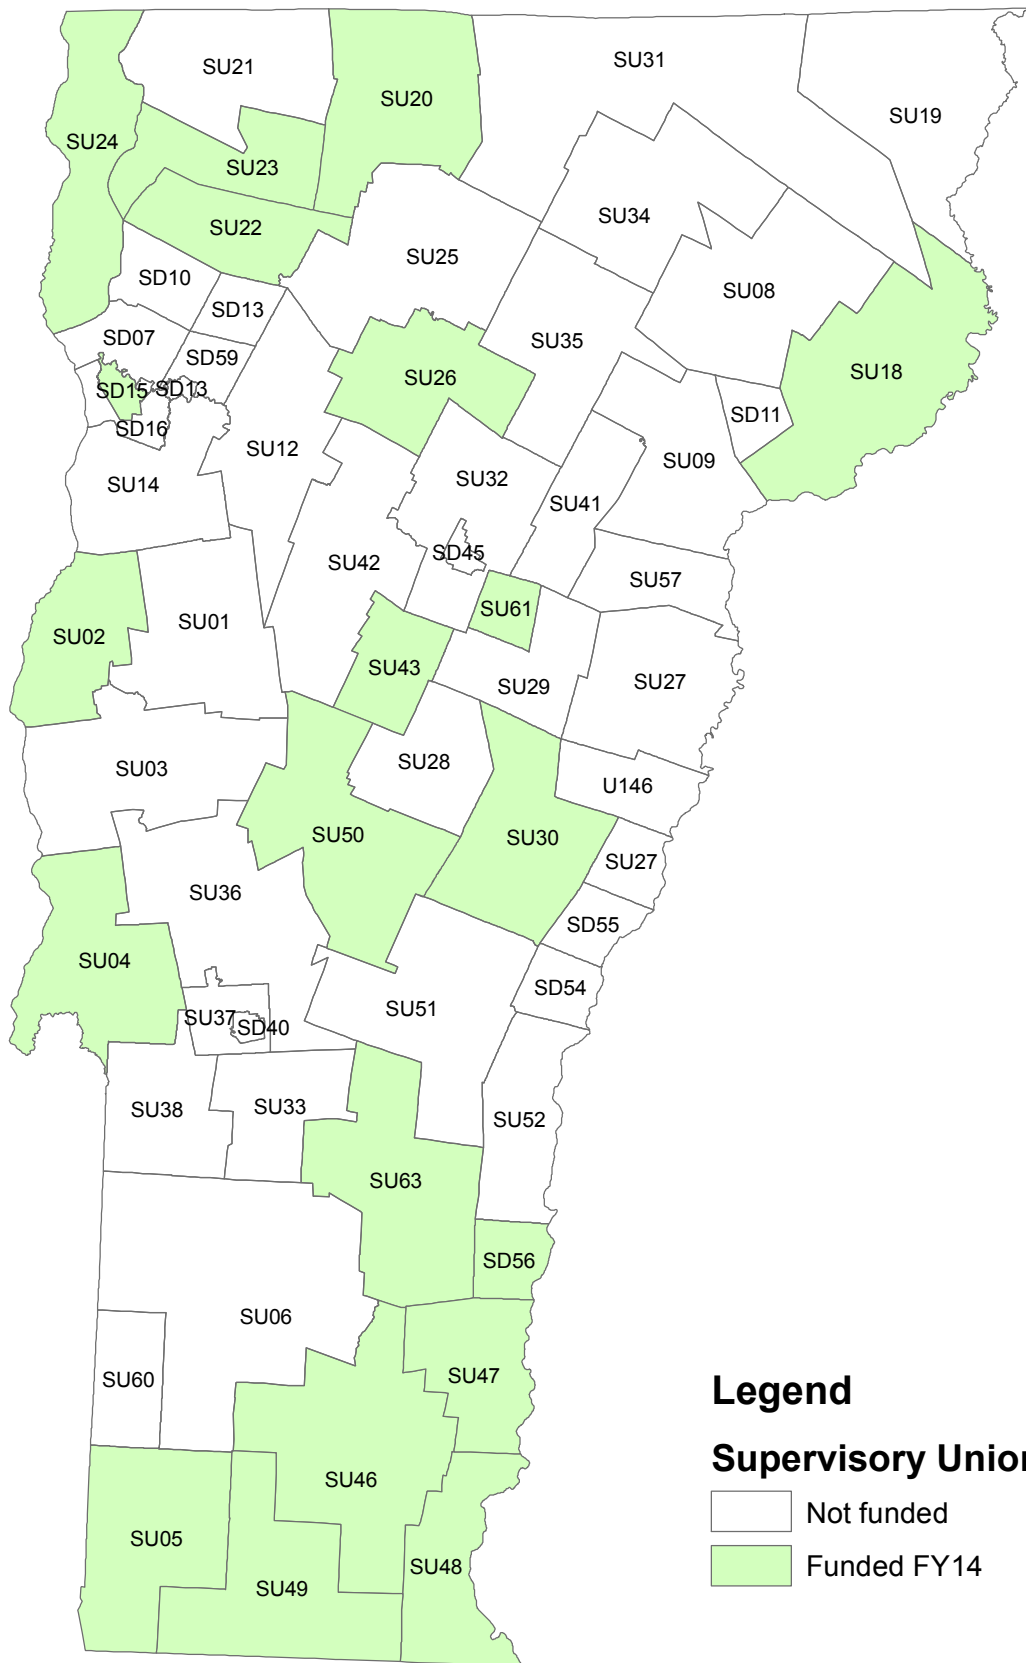 SU21
SU31
SU20
SU19
SU24
SU23
SU34
SU22
SU25
SD10
SU08
SD13
SD07
SU35
SD59
SU18
SU26
SD15
SD13
SD11
SD16
SU12
SU09
SU32
SU14
SU41
SD45
SU42
SU57
SU61
SU01
SU02
SU43
SU27
SU29
SU28
SU03
U146
SU50
SU30
SU27
SU36
SD55
SU04
SD54
SU51
SU37
SD40
SU33
SU38
SU52
SU63
SD56
SU06
SU47
SU60
Legend
Supervisory Union
SU46
Not funded
SU05
SU48
Funded FY14
SU49